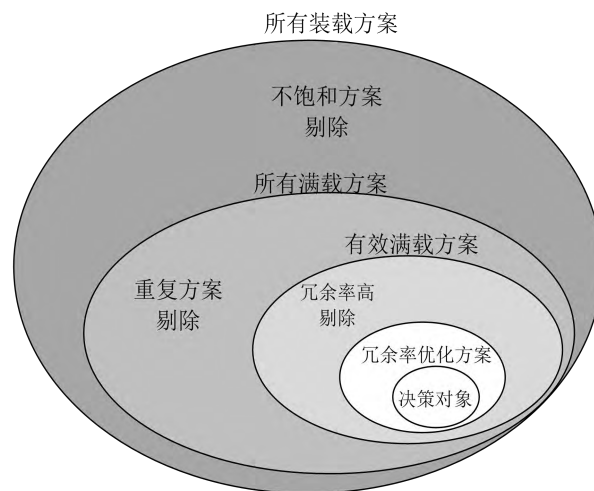 所有装载方案
不饱和方案
剔除
所有满载方案
有效满载方案
重复方案
剔除
冗余率高
剔除
冗余率优化方案
决策对象